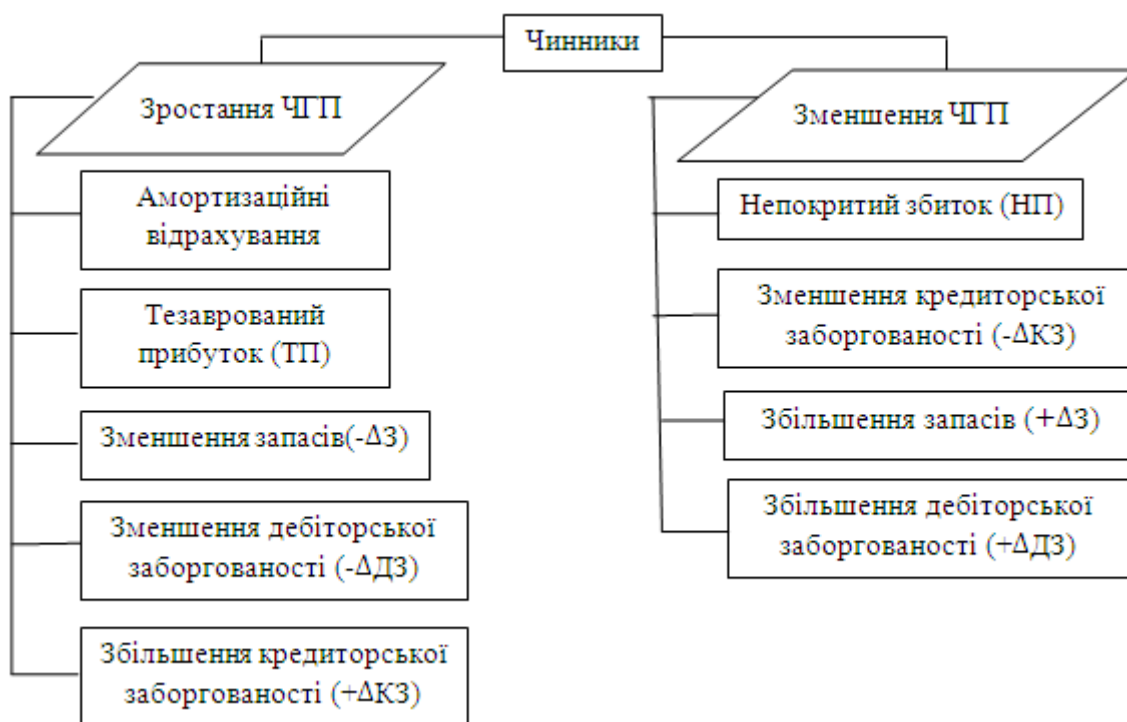 Чинники
Зростання ЧГП
Амортизаційні
відрахування
Тезаврований
прибуток (ТП)
Зменшення запасів(-ΔЗ)
Зменшення дебіторської
заборгованості (-ΔДЗ)
Збільшення кредиторської
заборгованості (+ΔКЗ)
Зменшення ЧГП
Непокритий збиток (НП)
Зменшення кредиторської
заборгованості (-ΔКЗ)
Збільшення запасів (+ΔЗ)
Збільшення дебіторської
заборгованості (+ΔДЗ)